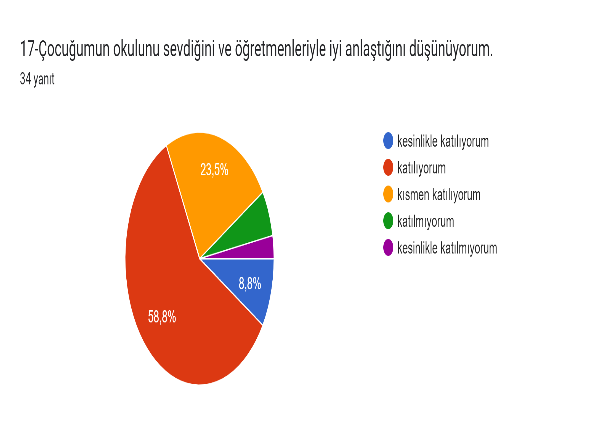 17-Çocuğumun okulunu sevdiğini ve öğretmenleriyle iyi anlaştığını düşünüyorum.
34 yanıt
kesinlikle katılıyorum
katılıyorum
kısmen katılıyorum
katılmıyorum
kesinlikle katılmıyorum
23,5%
8,8%
58,8%